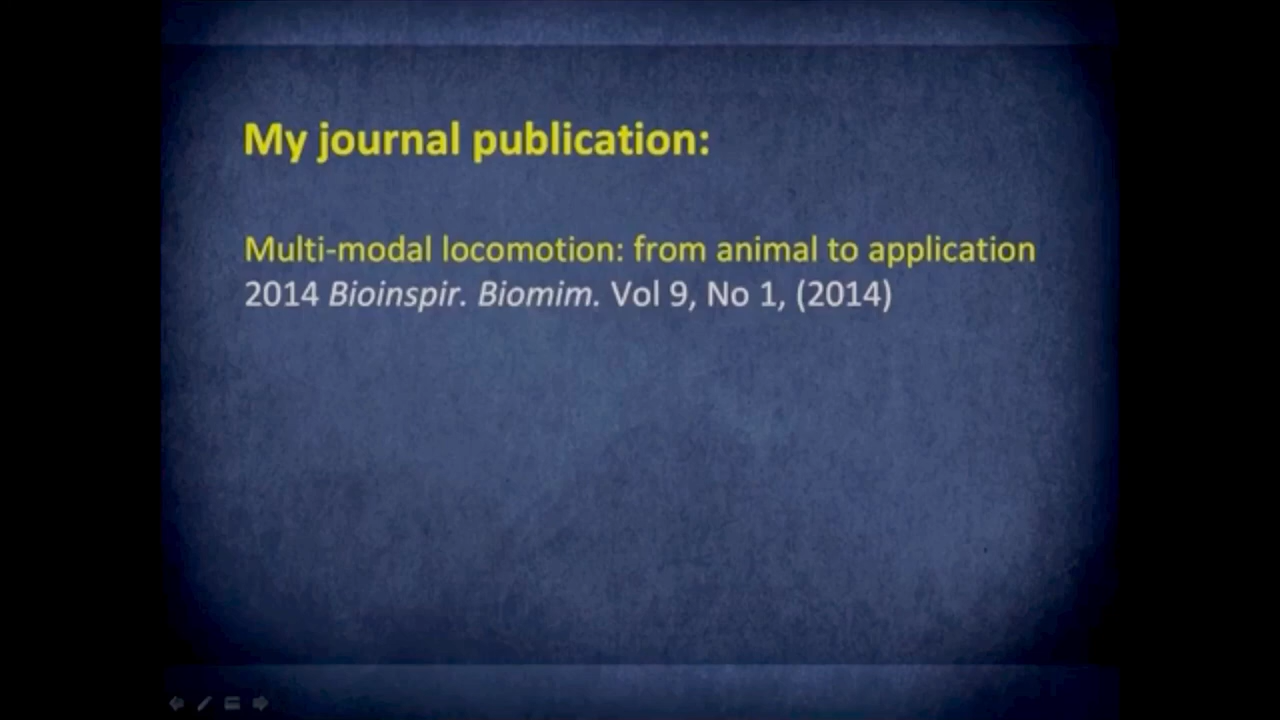 My journal publication:
Multi-modal locomotion: from animal to application
2014 Bioinspir. Biomim. Vol 9, No 1, (2014)